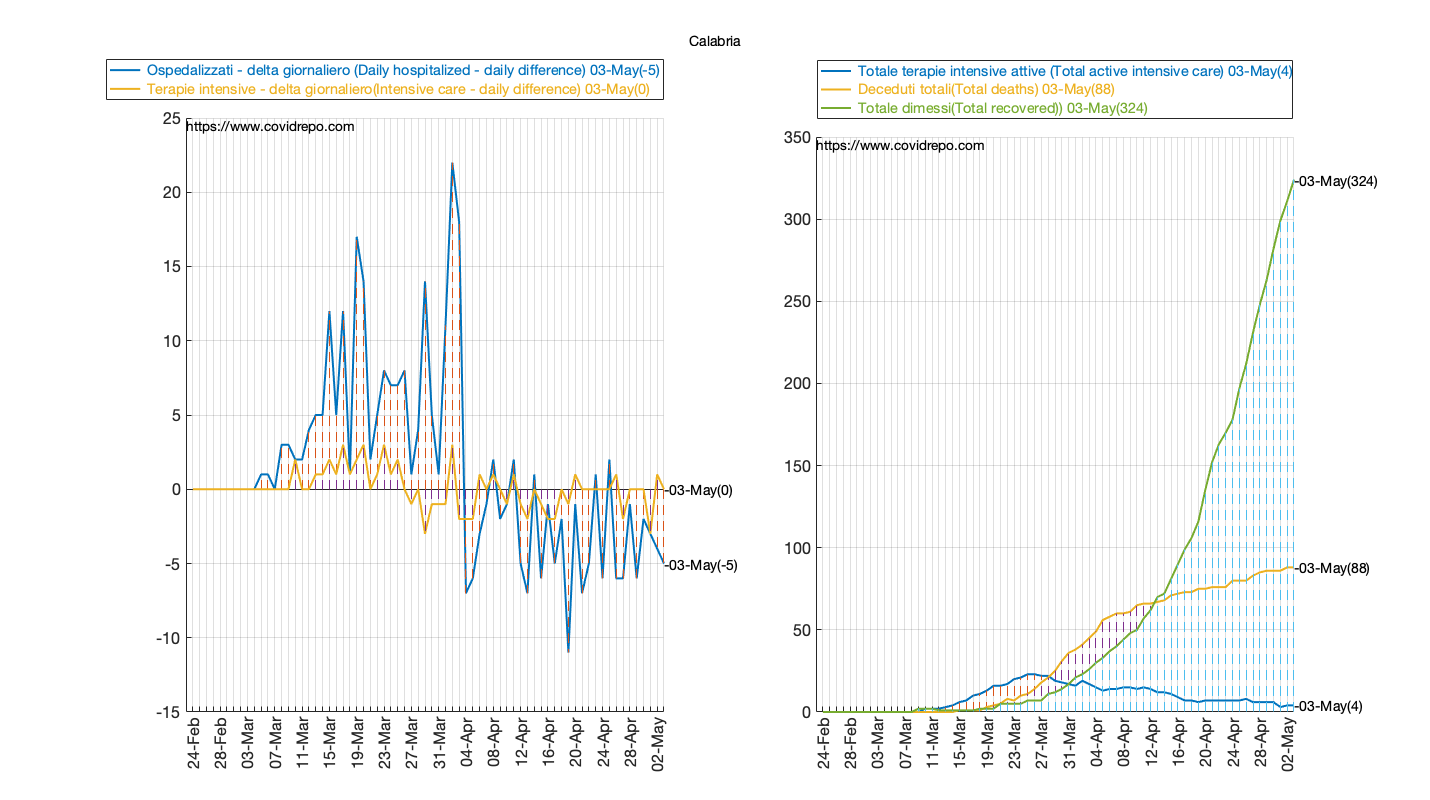 Calabria
Ospedalizzati - delta giornaliero (Daily hospitalized - daily difference) 03-May(-5)
Terapie intensive - delta giornaliero(Intensive care - daily difference) 03-May(0)
https://www.covidrepo.com
25
20
15
10
5
0
-5
-10
-15
-03-May(0)
-03-May(-5)
24-Feb
28-Feb
03-Mar
07-Mar
11-Mar
15-Mar
19-Mar
23-Mar
27-Mar
31-Mar
04-Apr
08-Apr
12-Apr
16-Apr
20-Apr
24-Apr
28-Apr
02-May
Totale terapie intensive attive (Total active intensive care) 03-May(4)
Deceduti totali(Total deaths) 03-May(88)
Totale dimessi(Total recovered)) 03-May(324)
https://www.covidrepo.com
350
300
250
200
150
100
50
0
-03-May(324)
-03-May(88)
-03-May(4)
24-Feb
28-Feb
03-Mar
07-Mar
11-Mar
15-Mar
19-Mar
23-Mar
27-Mar
31-Mar
04-Apr
08-Apr
12-Apr
16-Apr
20-Apr
24-Apr
28-Apr
02-May